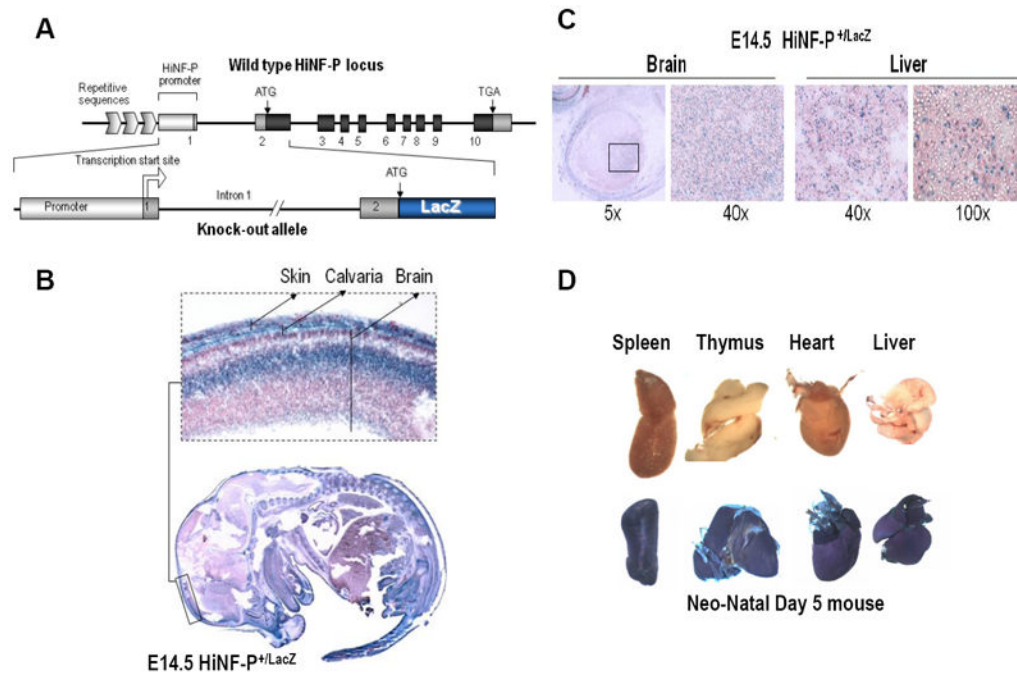 A
Wild type HiNF-P locus
HiNF-P
promoter
Repetitive
sequences
ATG
TGA
1
2
3
4
5
6
7
8
9
10
Transcription start site
ATG
Promoter
1
Intron 1
2
LacZ
Knock-out allele
B
Skin
Calvaria
Brain
E14.5 HiNF-P+/LacZ
C
E14.5 HiNF-P+/LacZ
Brain
Liver
5x
40x
40x
100x
D
Spleen
Thymus
Heart
Liver
Neo-Natal Day 5 mouse